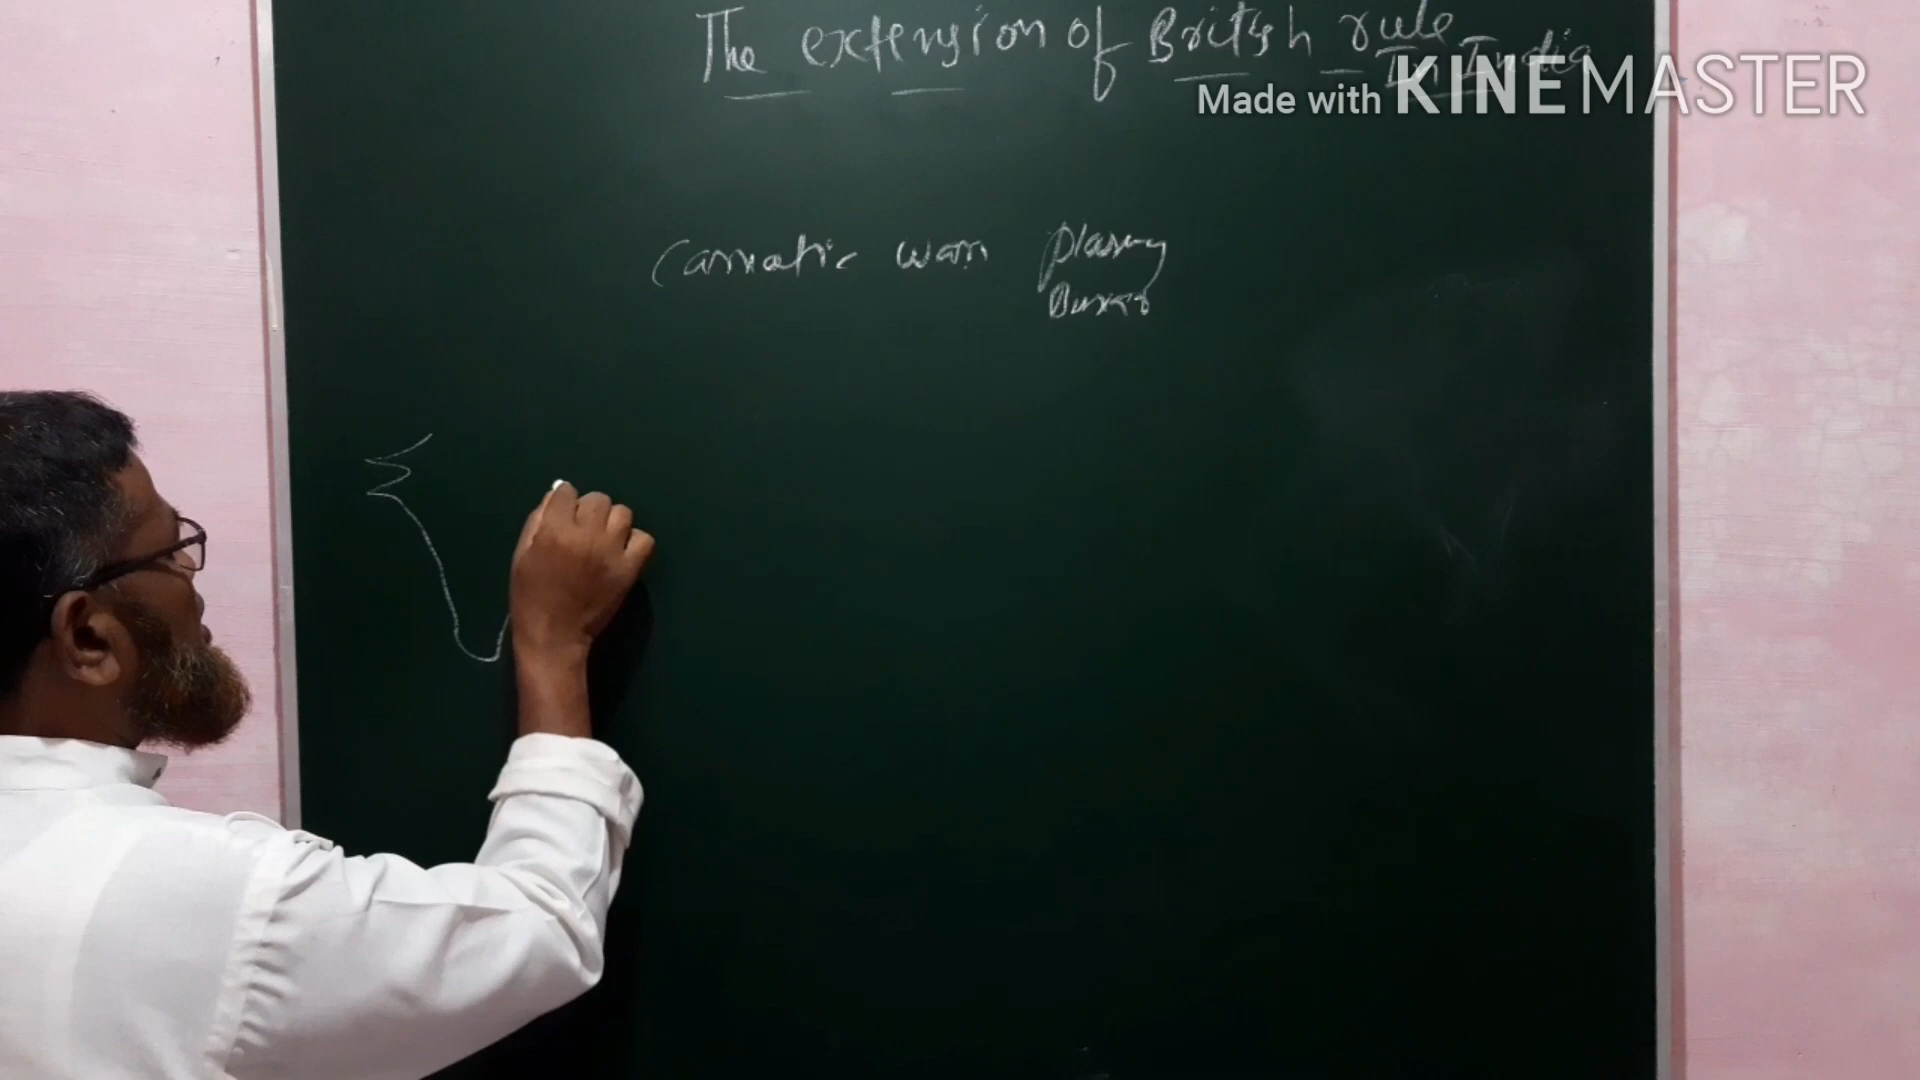 The extension of British rule
In India
Made with KINEMASTER
Carnatic wars Plassey
Buxar